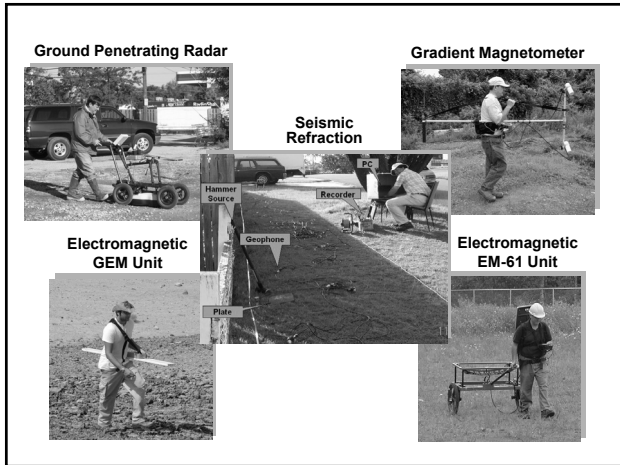 Ground Penetrating Radar
Gradient Magnetometer
Seismic
Refraction
PC
Hammer
Source
Recorder
Geophone
Plate
Electromagnetic
GEM Unit
Electromagnetic
EM-61 Unit